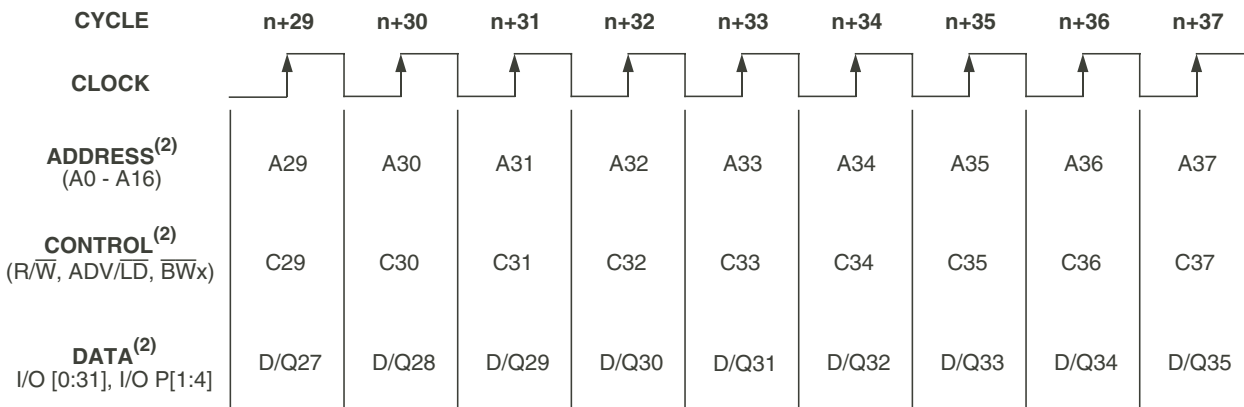 CYCLE n+29 n+30 n+31 n+32 n+33 n+34 n+35 n+36 n+37
CLOCK
ADDRESS(2) A29 A30 A31 A32 A33 A34 A35 A36 A37
(A0 - A16)
CONTROL(2) C29 C30 C31 C32 C33 C34 C35 C36 C37
(R/W̅, ADV/L̅D̅, B̅W̅x)
DATA(2) D/Q27 D/Q28 D/Q29 D/Q30 D/Q31 D/Q32 D/Q33 D/Q34 D/Q35
I/O [0:31], I/O P[1:4]